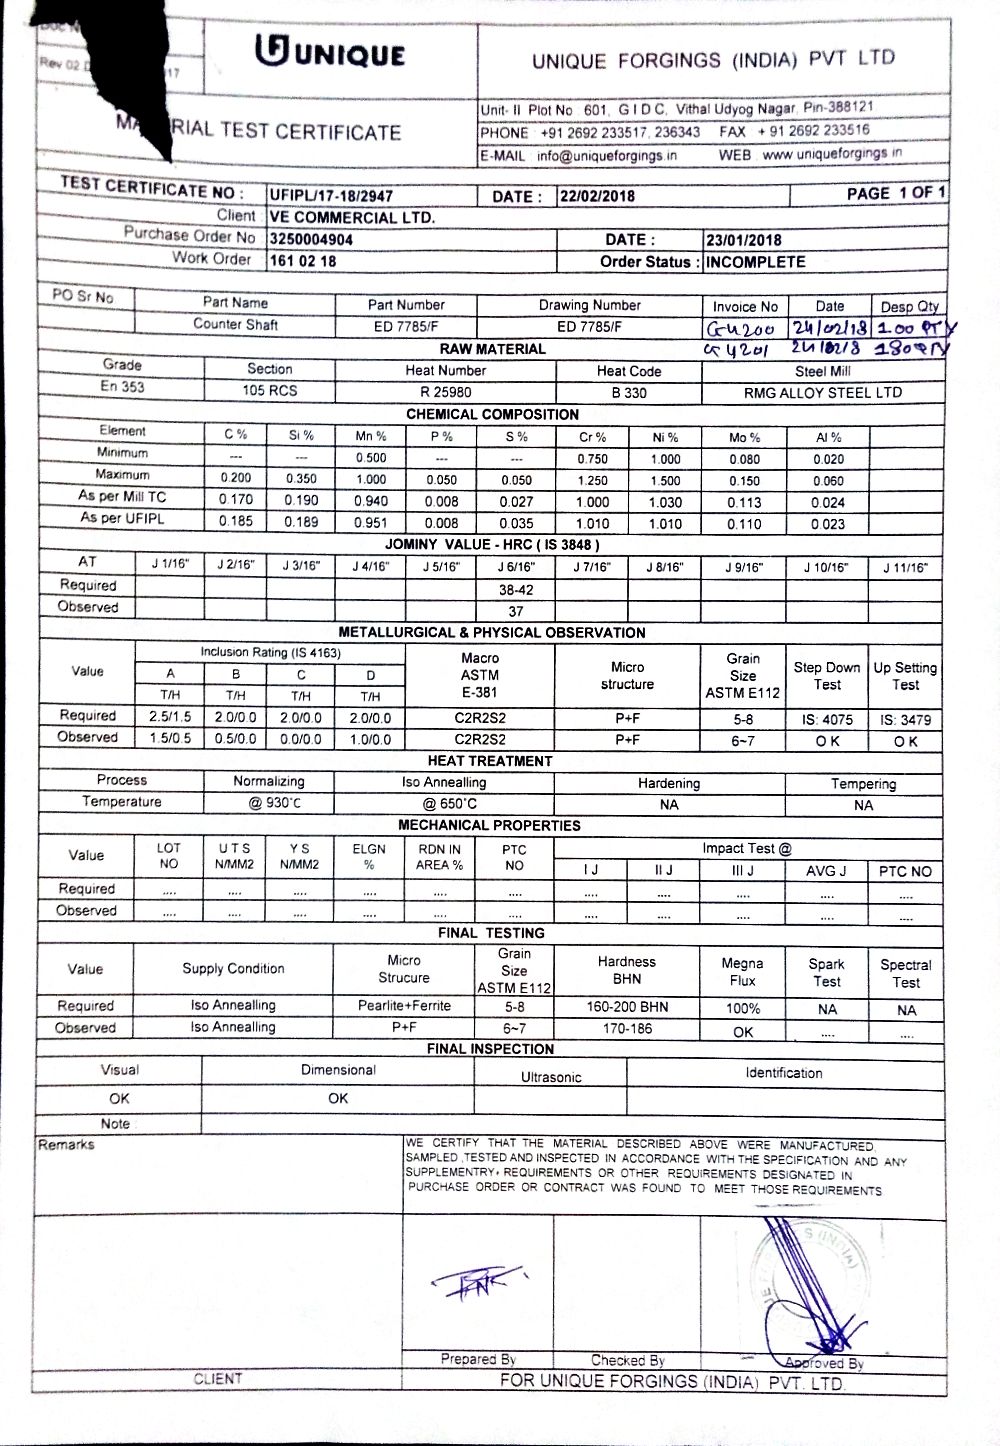 Rev 02 17
UNIQUE
UNIQUE FORGINGS (INDIA) PVT LTD
MATERIAL TEST CERTIFICATE
Unit- II Plot No 601, G I D C, Vithal Udyog Nagar, Pin-388121
PHONE +91 2692 233517, 236343 FAX + 91 2692 233516
E-MAIL info@uniqueforgings.in WEB www.uniqueforgings.in
TEST CERTIFICATE NO : UFIPL/17-18/2947 DATE : 22/02/2018 PAGE 1 OF 1
Client : VE COMMERCIAL LTD.
Purchase Order No 3250004904 DATE : 23/01/2018
Work Order 161 02 18 Order Status : INCOMPLETE
PO Sr No Part Name Part Number Drawing Number Invoice No Date Desp Qty
Counter Shaft ED 7785/F ED 7785/F G4200 24/02/18 100
RAW MATERIAL G4201 180
Grade Section Heat Number Heat Code Steel Mill
En 353 105 RCS R 25980 B 330 RMG ALLOY STEEL LTD
CHEMICAL COMPOSITION
Element C % Si % Mn % P % S % Cr % Ni % Mo % Al %
Minimum --- --- 0.500 --- --- 0.750 1.000 0.080 0.020
Maximum 0.200 0.350 1.000 0.050 0.050 1.250 1.500 0.150 0.060
As per Mill TC 0.170 0.190 0.940 0.008 0.027 1.000 1.030 0.113 0.024
As per UFIPL 0.185 0.189 0.951 0.008 0.035 1.010 1.010 0.110 0.023
JOMINY VALUE - HRC ( IS 3848 )
AT J 1/16" J 2/16" J 3/16" J 4/16" J 5/16" J 6/16" J 7/16" J 8/16" J 9/16" J 10/16" J 11/16"
Required 38-42
Observed 37
METALLURGICAL & PHYSICAL OBSERVATION
Value Inclusion Rating (IS 4163) Macro ASTM E-381 Micro structure Grain Size ASTM E112 Step Down Test Up Setting Test
A B C D
T/H T/H T/H T/H
Required 2.5/1.5 2.0/0.0 2.0/0.0 2.0/0.0 C2R2S2 P+F 5-8 IS: 4075 IS: 3479
Observed 1.5/0.5 0.5/0.0 0.0/0.0 1.0/0.0 C2R2S2 P+F 6~7 O K O K
HEAT TREATMENT
Process Normalizing Iso Annealling Hardening Tempering
Temperature @ 930°C @ 650°C NA NA
MECHANICAL PROPERTIES
Value LOT NO U T S N/MM2 Y S N/MM2 ELGN % RDN IN AREA % PTC NO Impact Test @
I J II J III J AVG J PTC NO
Required .... .... .... .... .... .... .... .... .... .... ....
Observed .... .... .... .... .... .... .... .... .... .... ....
FINAL TESTING
Value Supply Condition Micro Strucure Grain Size ASTM E112 Hardness BHN Megna Flux Spark Test Spectral Test
Required Iso Annealling Pearlite+Ferrite 5-8 160-200 BHN 100% NA NA
Observed Iso Annealling P+F 6~7 170-186 OK .... ....
FINAL INSPECTION
Visual Dimensional Ultrasonic Identification
OK OK
Note
Remarks
WE CERTIFY THAT THE MATERIAL DESCRIBED ABOVE WERE MANUFACTURED,
SAMPLED ,TESTED AND INSPECTED IN ACCORDANCE WITH THE SPECIFICATION AND ANY
SUPPLEMENTRY, REQUIREMENTS OR OTHER REQUIREMENTS DESIGNATED IN
PURCHASE ORDER OR CONTRACT WAS FOUND TO MEET THOSE REQUIREMENTS
S (INDIA)
Prepared By Checked By Approved By
CLIENT FOR UNIQUE FORGINGS (INDIA) PVT. LTD.